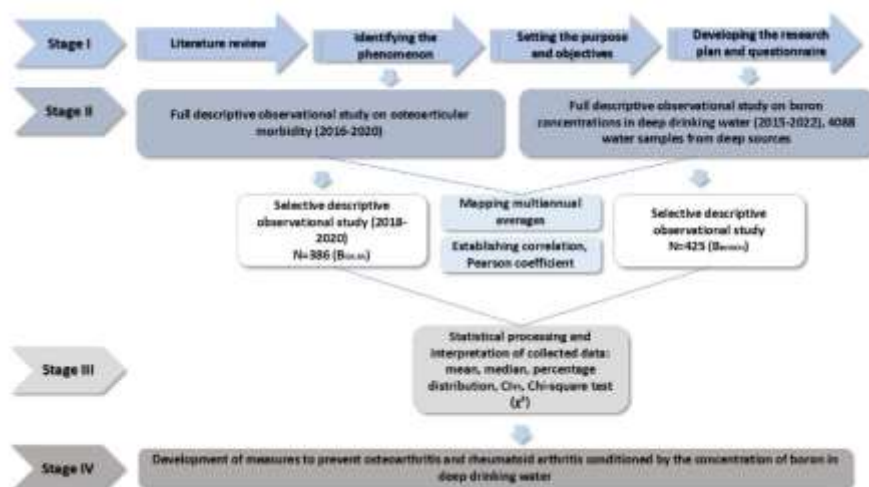 Stage I
Literature review
Identifying the
phenomenon
Setting the purpose
and objectives
Developing the research
plan and questionnaire
Stage II
Full descriptive observational study on osteoarticular
morbidity (2016-2020)
Full descriptive observational study on boron
concentrations in deep drinking water (2015-2022), 4088
water samples from deep sources
Selective descriptive
observational study (2018-
2020)
N=386
Mapping multiannual
averages
Establishing correlation,
Pearson coefficient
Selective descriptive
observational study
N=425
Stage III
Statistical processing and
interpretation of collected data:
mean, median, percentage
distribution, Chi-square test
(χ²)
Stage IV
Development of measures to prevent osteoarthritis and rheumatoid arthritis conditioned by the concentration of boron in
deep drinking water